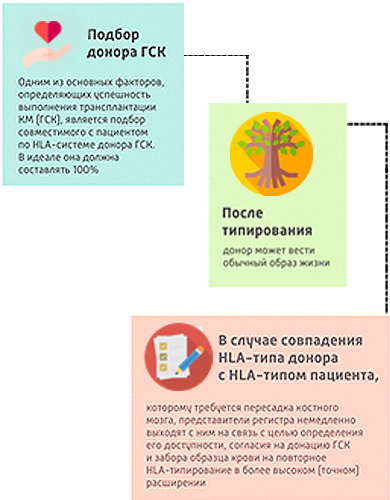 Подбор
донора ГСК
Одним из основных факторов,
определяющих успешность
выполнения трансплантации
КМ (ГСК), является подбор
совместимого с пациентом
по HLA-системе донора ГСК.
В идеале она должна
составлять 100%
После
типирования
донор может вести
обычный образ жизни
В случае совпадения
HLA-типа донора
с HLA-типом пациента,
которому требуется пересадка костного
мозга, представители регистра немедленно
выходят с ним на связь с целью определения
его доступности, согласия на донацию ГСК
и забора образца крови на повторное
HLA-типирование в более высоком (точном)
расширении